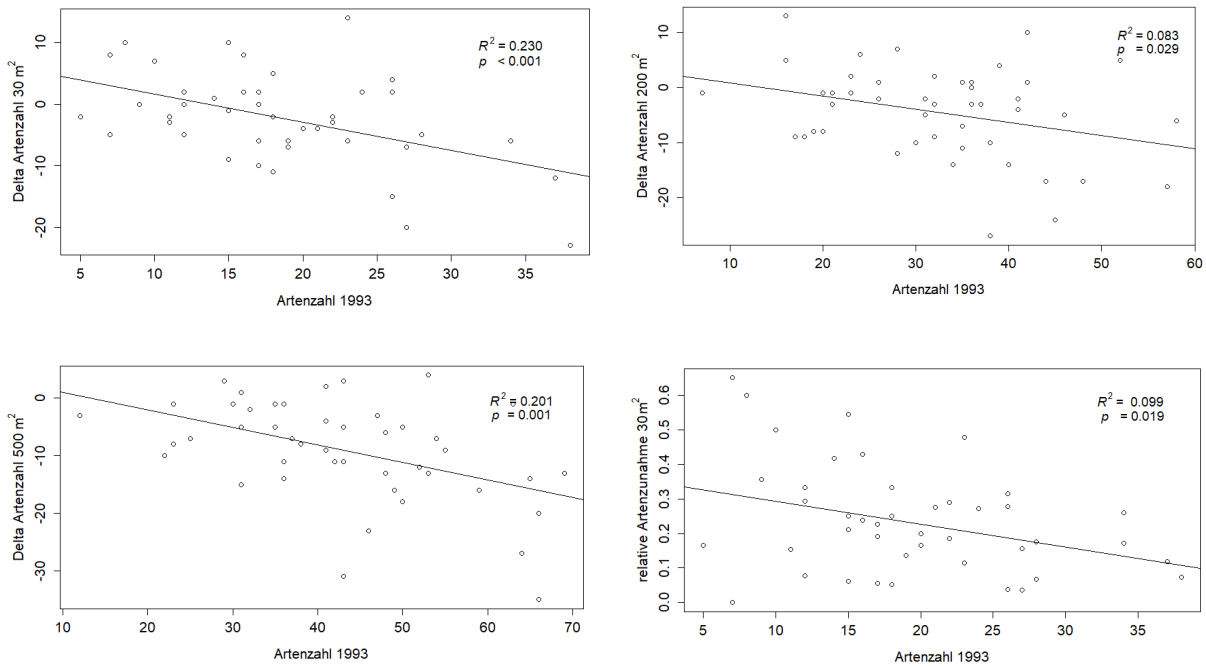 10
0
-10
-20
Delta Artenzahl 30 m²
R² = 0.230
p < 0.001
5
10
15
20
25
30
35
Artenzahl 1993
10
0
-10
-20
Delta Artenzahl 200 m²
R² = 0.083
p = 0.029
10
20
30
40
50
60
Artenzahl 1993
0
-10
-20
-30
Delta Artenzahl 500 m²
R² = 0.201
p = 0.001
10
20
30
40
50
60
70
Artenzahl 1993
0.6
0.5
0.4
0.3
0.2
0.1
0.0
relative Artenzunahme 30 m²
R² = 0.099
p = 0.019
5
10
15
20
25
30
35
Artenzahl 1993